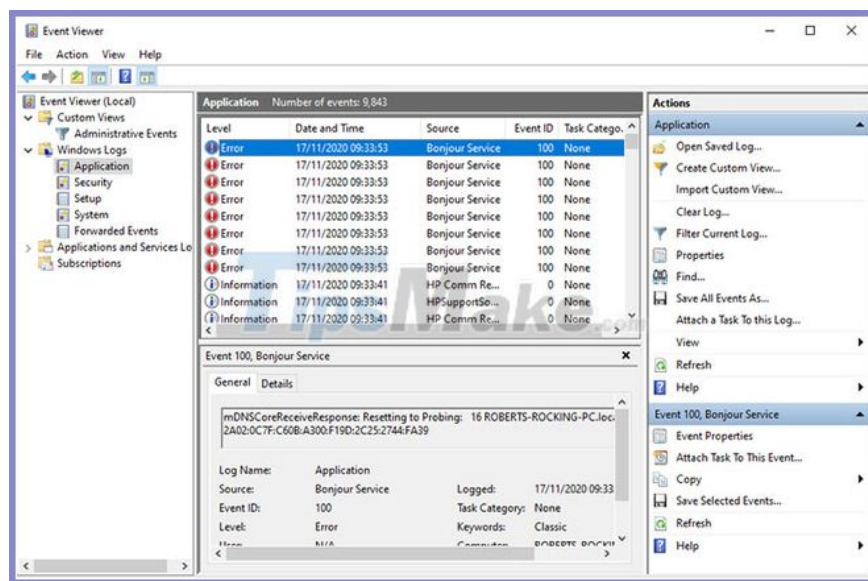 Event Viewer
File Action View Help
Event Viewer (Local)
Custom Views
Administrative Events
Windows Logs
Application
Security
Setup
System
Forwarded Events
Applications and Services Lo
Subscriptions
Application Number of events: 9,843
Level Date and Time Source Event ID Task Catego.
Error 17/11/2020 09:33:53 Bonjour Service 100 None
Error 17/11/2020 09:33:53 Bonjour Service 100 None
Error 17/11/2020 09:33:53 Bonjour Service 100 None
Error 17/11/2020 09:33:53 Bonjour Service 100 None
Error 17/11/2020 09:33:53 Bonjour Service 100 None
Error 17/11/2020 09:33:53 Bonjour Service 100 None
Error 17/11/2020 09:33:53 Bonjour Service 100 None
Error 17/11/2020 09:33:53 Bonjour Service 100 None
Information 17/11/2020 09:33:41 HP Comm Re... 0 None
Information 17/11/2020 09:33:41 HPSupportSo... 0 None
Information 17/11/2020 09:33:41 HP Comm Re... 0 None
TipsMake.com
Event 100, Bonjour Service
General Details
mDNSCoreReceiveResponse: Resetting to Probing: 16 ROBERTS-ROCKING-PC.loc
2A02:0C7F:C60B:A300:F19D:2C25:2744:FA39
Log Name: Application
Source: Bonjour Service Logged: 17/11/2020 09:33
Event ID: 100 Task Category: None
Level: Error Keywords: Classic
N/A
Actions
Application
Open Saved Log...
Create Custom View...
Import Custom View...
Clear Log...
Filter Current Log...
Properties
Find...
Save All Events As...
Attach a Task To this Log...
View
Refresh
Help
Event 100, Bonjour Service
Event Properties
Attach Task To This Event...
Copy
Save Selected Events...
Refresh
Help